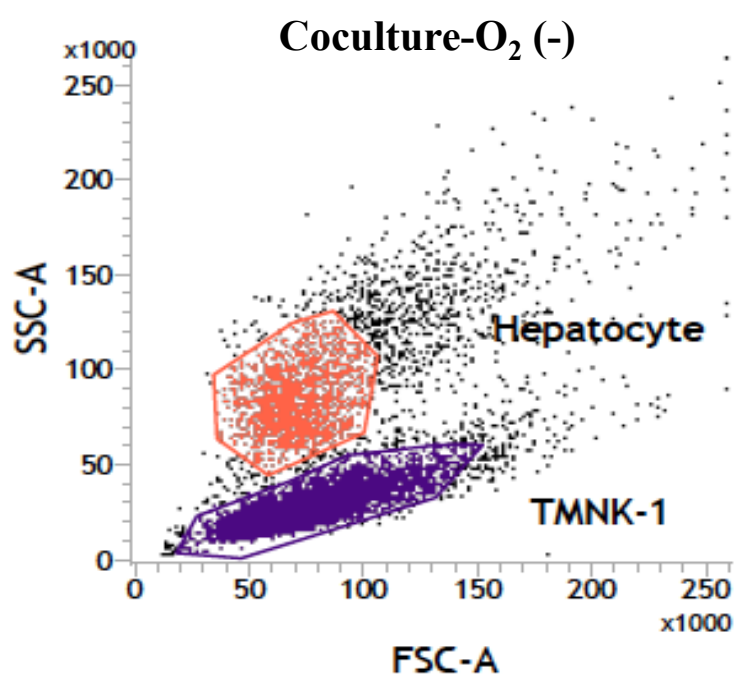 Coculture-O₂ (-)
x1000
250
200
150
100
50
0
SSC-A
Hepatocyte
TMNK-1
0 50 100 150 200 250
x1000
FSC-A